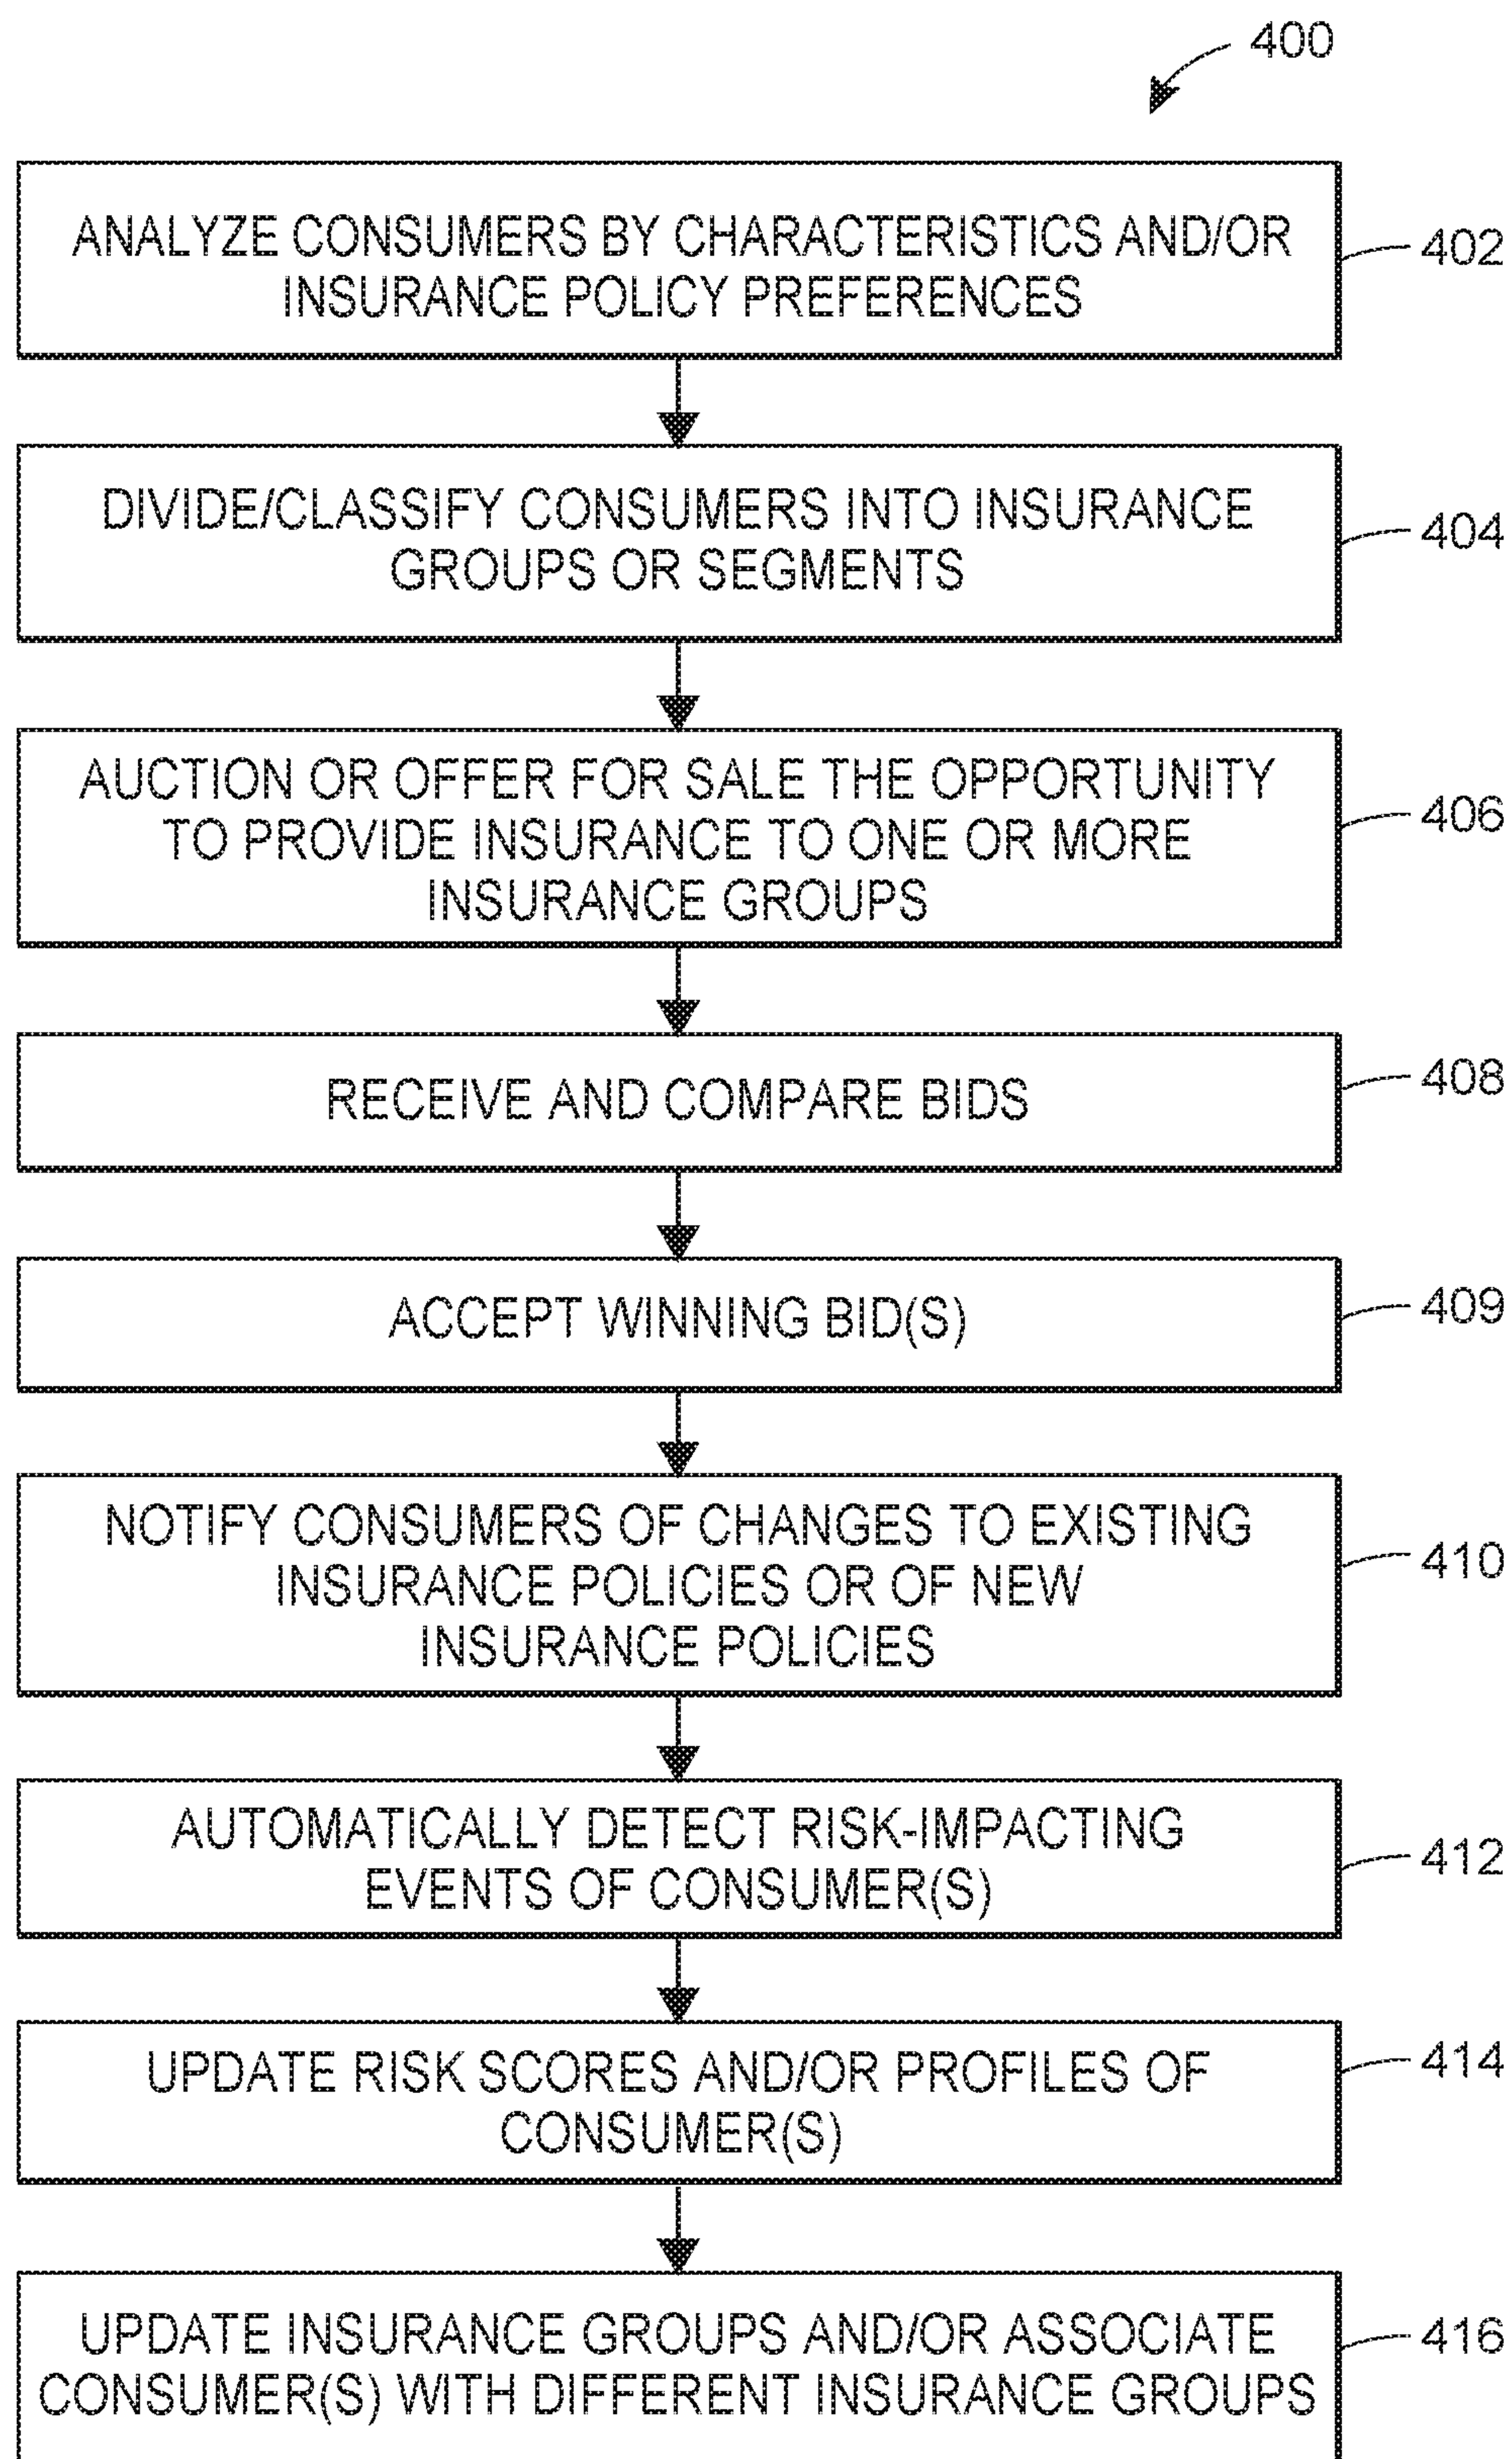 400
ANALYZE CONSUMERS BY CHARACTERISTICS AND/OR
INSURANCE POLICY PREFERENCES
402
DIVIDE/CLASSIFY CONSUMERS INTO INSURANCE
GROUPS OR SEGMENTS
404
AUCTION OR OFFER FOR SALE THE OPPORTUNITY
TO PROVIDE INSURANCE TO ONE OR MORE
INSURANCE GROUPS
406
RECEIVE AND COMPARE BIDS
408
ACCEPT WINNING BID(S)
409
NOTIFY CONSUMERS OF CHANGES TO EXISTING
INSURANCE POLICIES OR OF NEW
INSURANCE POLICIES
410
AUTOMATICALLY DETECT RISK-IMPACTING
EVENTS OF CONSUMER(S)
412
UPDATE RISK SCORES AND/OR PROFILES OF
CONSUMER(S)
414
UPDATE INSURANCE GROUPS AND/OR ASSOCIATE
CONSUMER(S) WITH DIFFERENT INSURANCE GROUPS
416